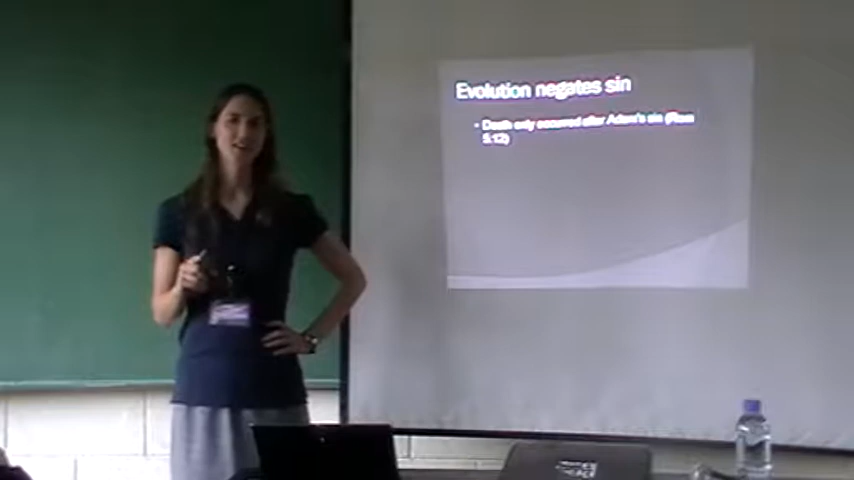 Evolution negates sin
• Death only occurred after Adam's sin (Rom
5:12)